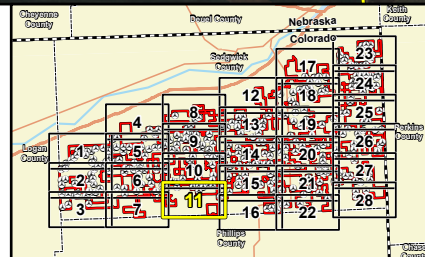 Cheyenne
County
Deuel County
Keith
County
Nebraska
Colorado
Sedgwick
County
23
17
24
12
18
8
25
4
13
19
9
26
Perkins
County
Logan
County
1
5
14
20
10
27
2
6
15
21
11
28
3
7
16
22
Phillips
County
Chase